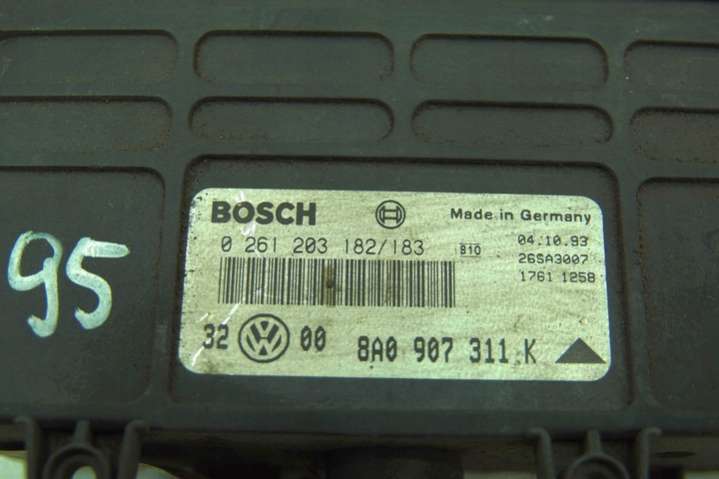 95
BOSCH Made in Germany
0 261 203 182/183 B10 04.10.93
26SA3007
1761 1258
32 00 8A0 907 311 K